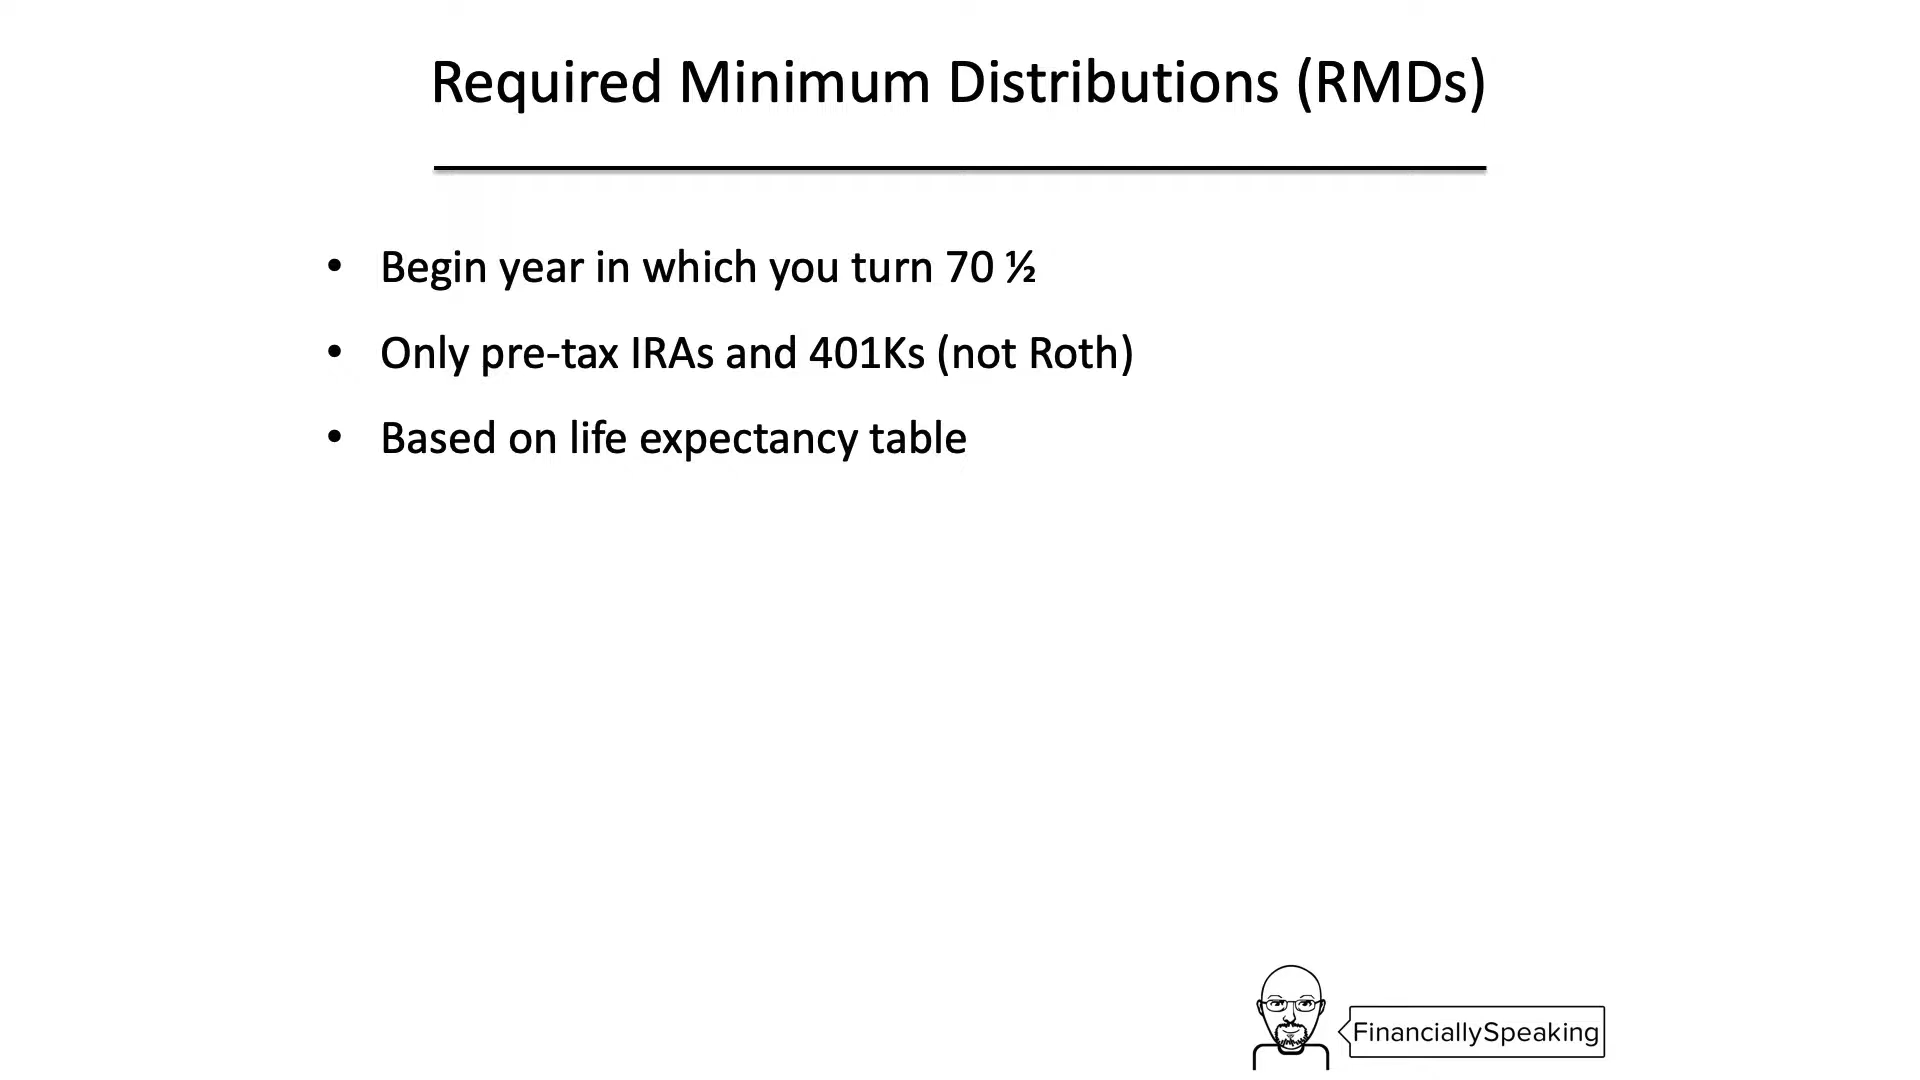 Required Minimum Distributions (RMDs)
• Begin year in which you turn 70 ½
• Only pre-tax IRAs and 401Ks (not Roth)
• Based on life expectancy table
FinanciallySpeaking